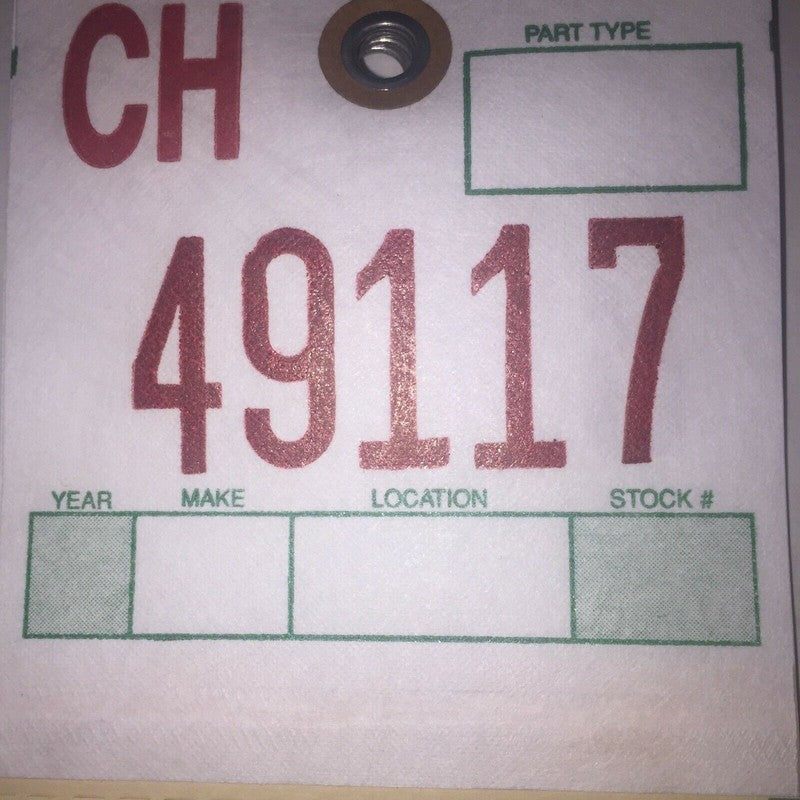 CH
PART TYPE
49117
YEAR MAKE LOCATION STOCK #